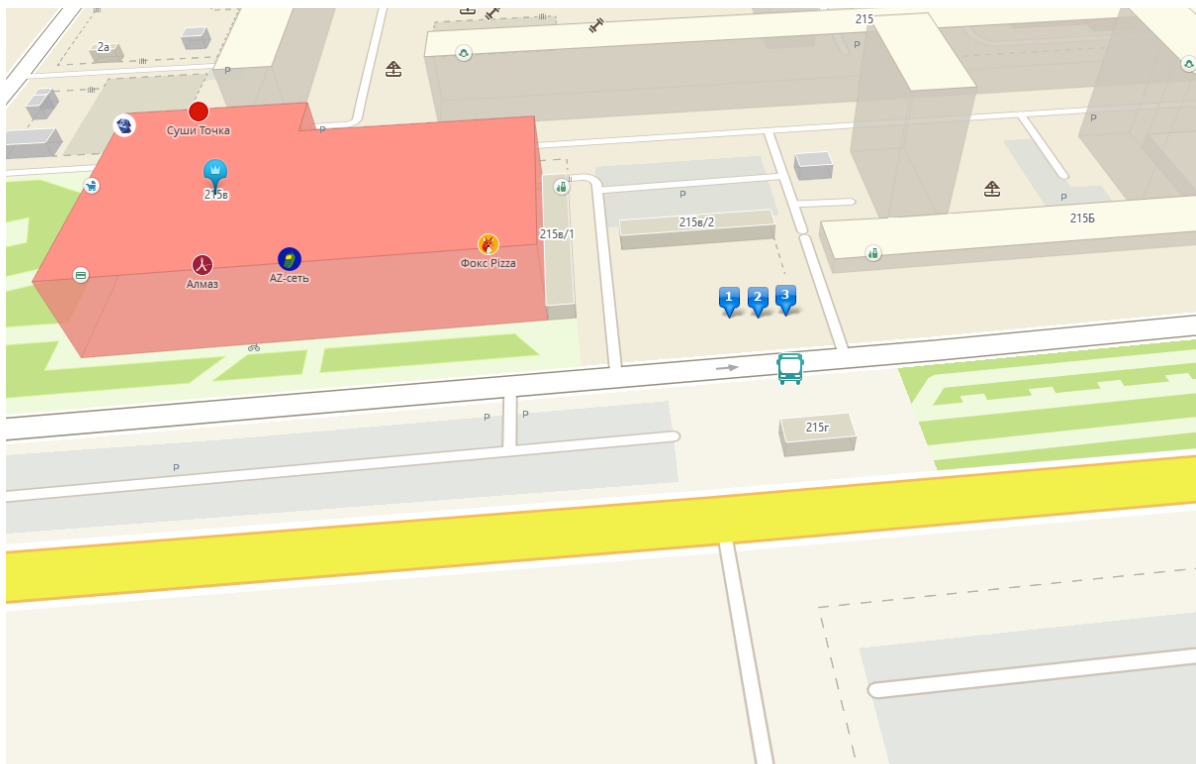 215
2а
P
P
Суши Точка
P
P
215в
P
P
215Б
215в/2
215в/1
Фокс Pizza
Алмаз
AZ-сеть
1
2
3
P
P
215г
P